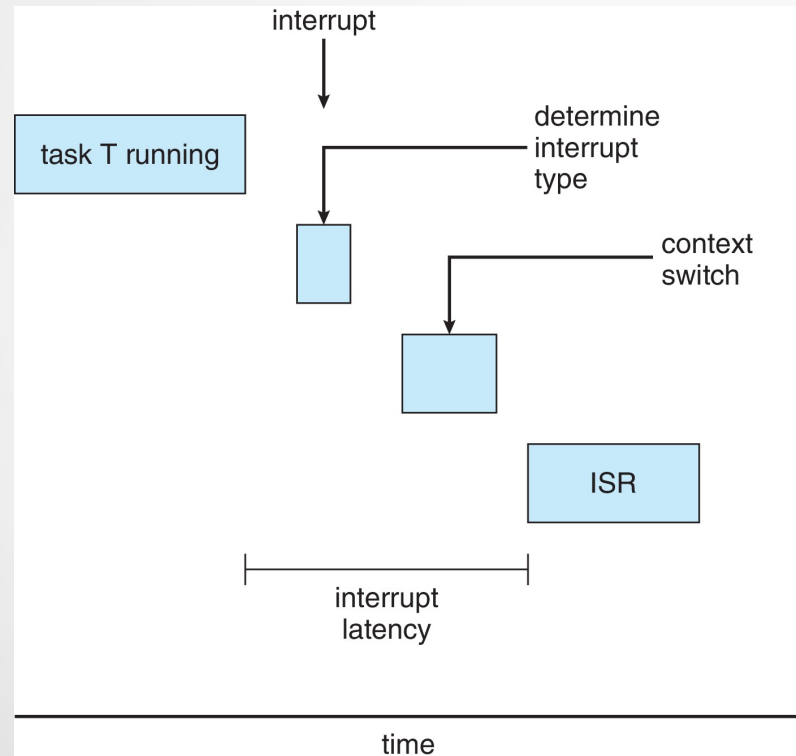 interrupt
task T running
determine
interrupt
type
context
switch
ISR
interrupt
latency
time